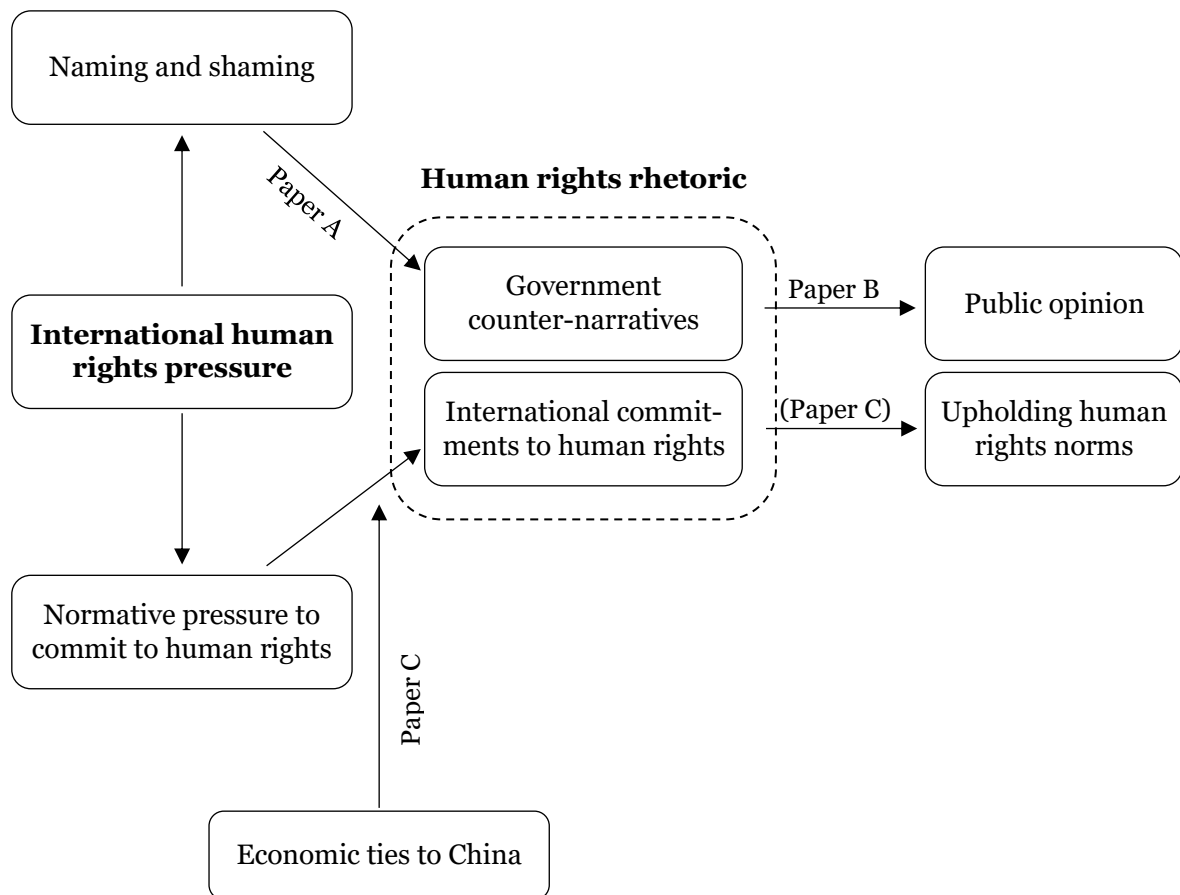 Naming and shaming
Paper A
Human rights rhetoric
Government
counter-narratives
Paper B
Public opinion
International human
rights pressure
International commit-
ments to human rights
(Paper C)
Upholding human
rights norms
Normative pressure to
commit to human rights
Paper C
Economic ties to China